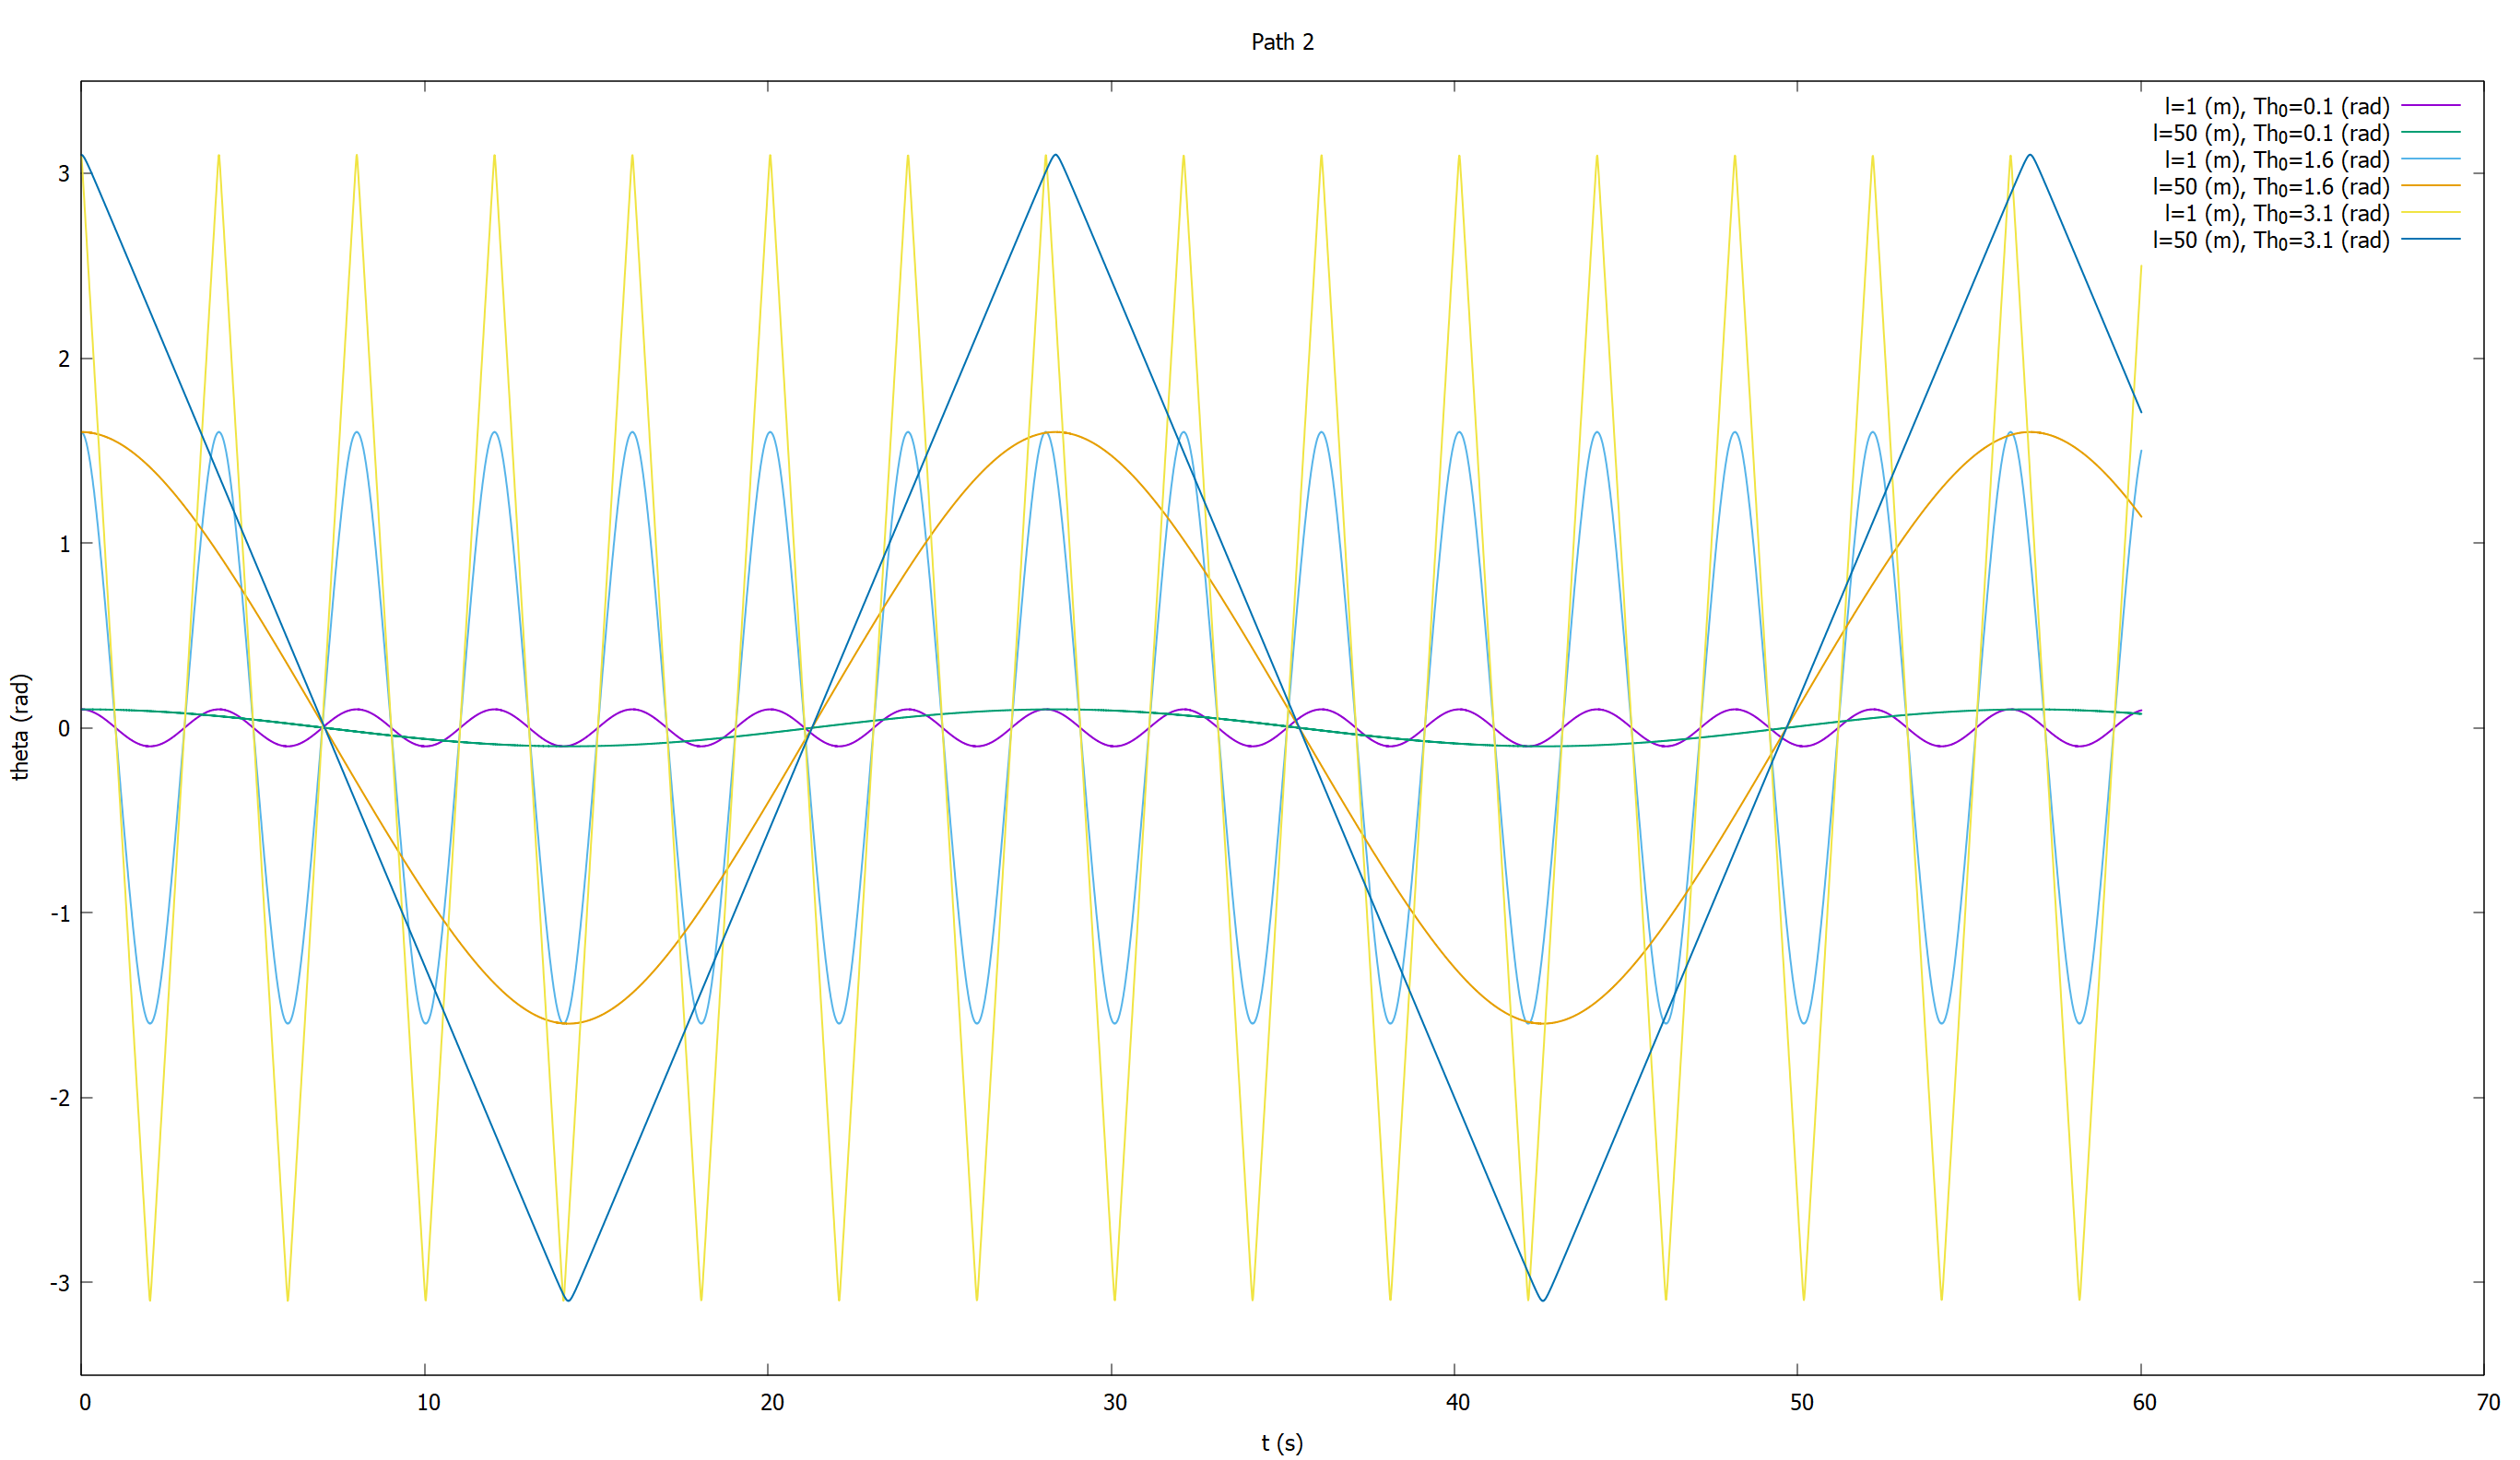 Path 2
l=1 (m), Th₀=0.1 (rad)
l=50 (m), Th₀=0.1 (rad)
l=1 (m), Th₀=1.6 (rad)
l=50 (m), Th₀=1.6 (rad)
l=1 (m), Th₀=3.1 (rad)
l=50 (m), Th₀=3.1 (rad)
3
2
1
0
-1
-2
-3
theta (rad)
0 10 20 30 40 50 60 70
t (s)